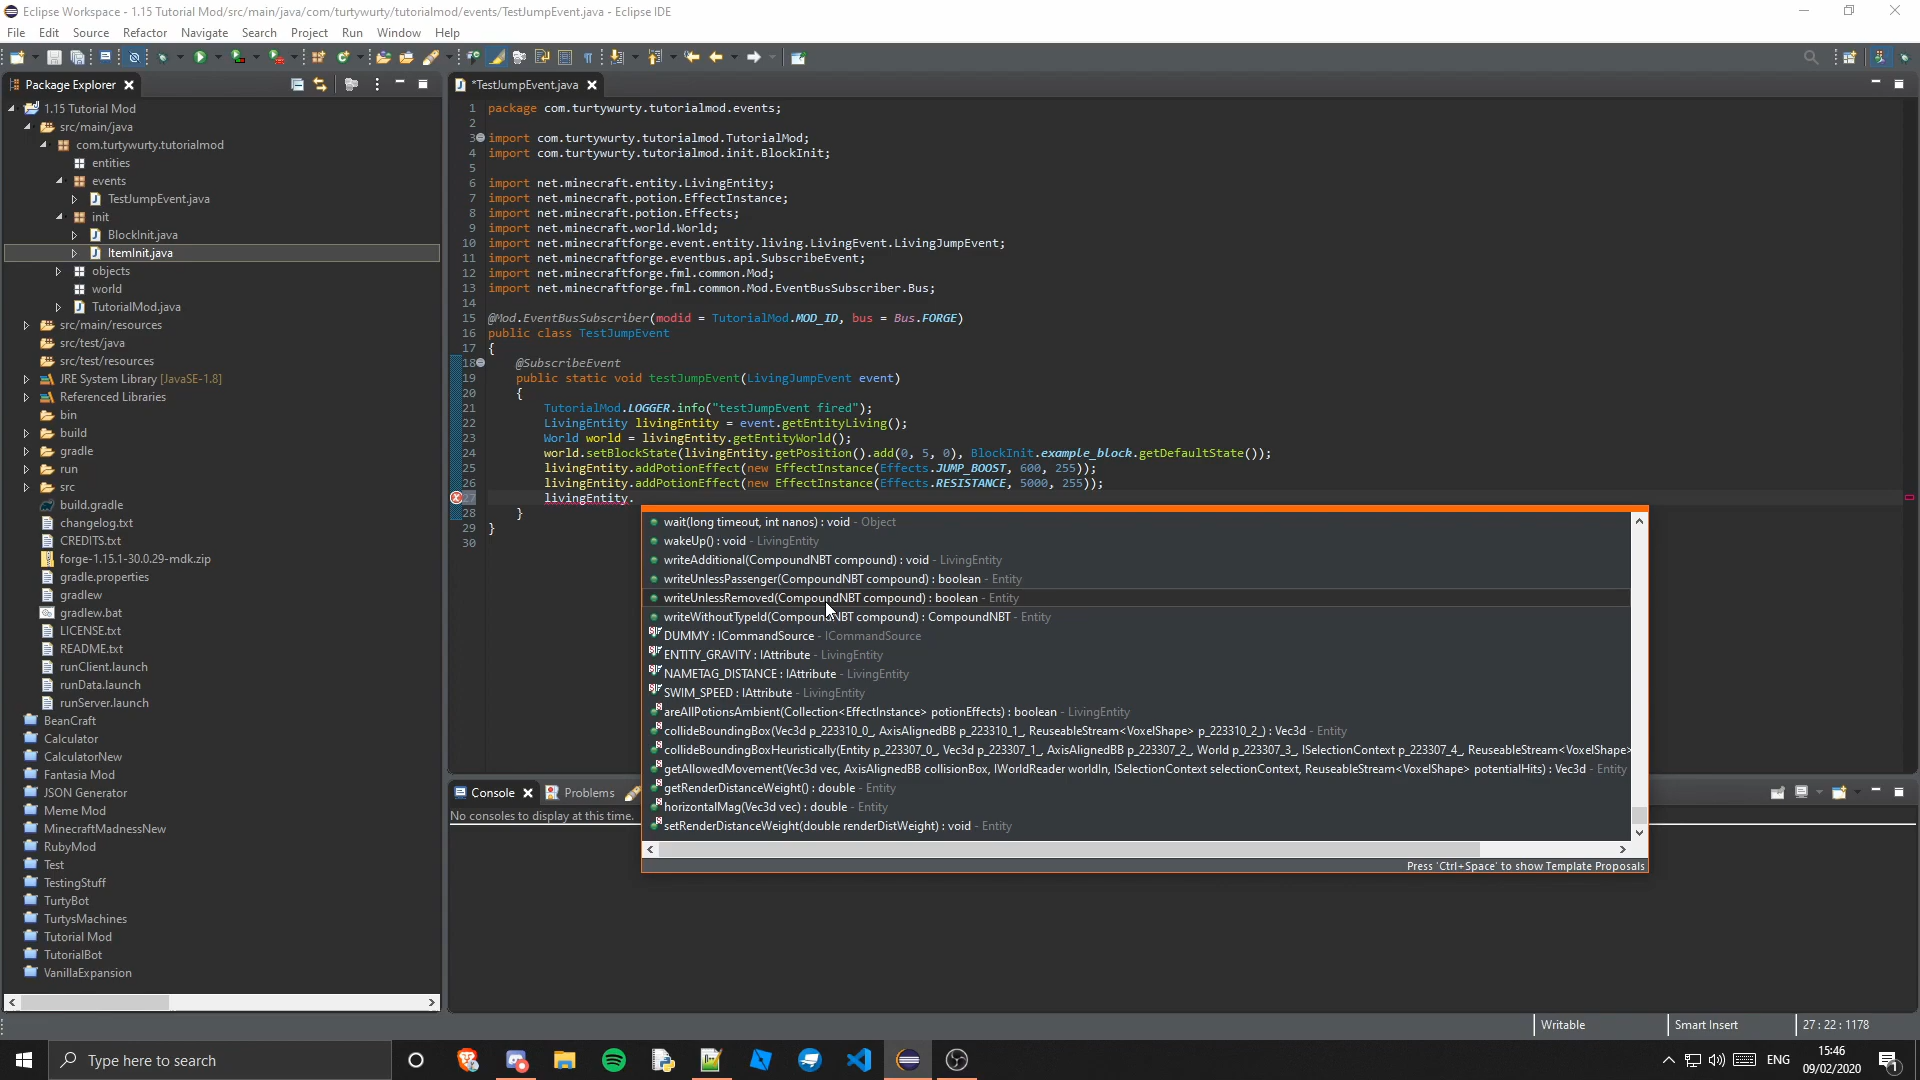 Eclipse Workspace - 1.15 Tutorial Mod/src/main/java/com/turtywurty/tutorialmod/events/TestJumpEvent.java - Eclipse IDE
File Edit Source Refactor Navigate Search Project Run Window Help
Package Explorer
1.15 Tutorial Mod
src/main/java
com.turtywurty.tutorialmod
entities
events
TestJumpEvent.java
init
BlockInit.java
ItemInit.java
objects
world
TutorialMod.java
src/main/resources
src/test/java
src/test/resources
JRE System Library [JavaSE-1.8]
Referenced Libraries
bin
build
gradle
run
src
build.gradle
changelog.txt
CREDITS.txt
forge-1.15.1-30.0.29-mdk.zip
gradle.properties
gradlew
gradlew.bat
LICENSE.txt
README.txt
runClient.launch
runData.launch
runServer.launch
BeanCraft
Calculator
CalculatorNew
Fantasia Mod
JSON Generator
Meme Mod
MinecraftMadnessNew
RubyMod
Test
TestingStuff
TurtyBot
TurtysMachines
Tutorial Mod
TutorialBot
VanillaExpansion
*TestJumpEvent.java
1 package com.turtywurty.tutorialmod.events;
2
3 import com.turtywurty.tutorialmod.TutorialMod;
4 import com.turtywurty.tutorialmod.init.BlockInit;
5
6 import net.minecraft.entity.LivingEntity;
7 import net.minecraft.potion.EffectInstance;
8 import net.minecraft.potion.Effects;
9 import net.minecraft.world.World;
10 import net.minecraftforge.event.entity.living.LivingEvent.LivingJumpEvent;
11 import net.minecraftforge.eventbus.api.SubscribeEvent;
12 import net.minecraftforge.fml.common.Mod;
13 import net.minecraftforge.fml.common.Mod.EventBusSubscriber.Bus;
14
15 @Mod.EventBusSubscriber(modid = TutorialMod.MOD_ID, bus = Bus.FORGE)
16 public class TestJumpEvent
17 {
18 @SubscribeEvent
19 public static void testJumpEvent(LivingJumpEvent event)
20 {
21 TutorialMod.LOGGER.info("testJumpEvent fired");
22 LivingEntity livingEntity = event.getEntityLiving();
23 World world = livingEntity.getEntityWorld();
24 world.setBlockState(livingEntity.getPosition().add(0, 5, 0), BlockInit.example_block.getDefaultState());
25 livingEntity.addPotionEffect(new EffectInstance(Effects.JUMP_BOOST, 600, 255));
26 livingEntity.addPotionEffect(new EffectInstance(Effects.RESISTANCE, 5000, 255));
27 livingEntity.
28 }
29 }
30
wait(long timeout, int nanos) : void - Object
wakeUp() : void - LivingEntity
writeAdditional(CompoundNBT compound) : void - LivingEntity
writeUnlessPassenger(CompoundNBT compound) : boolean - Entity
writeUnlessRemoved(CompoundNBT compound) : boolean - Entity
writeWithoutTypeId(CompoundNBT compound) : CompoundNBT - Entity
DUMMY : ICommandSource - ICommandSource
ENTITY_GRAVITY : IAttribute - LivingEntity
NAMETAG_DISTANCE : IAttribute - LivingEntity
SWIM_SPEED : IAttribute - LivingEntity
areAllPotionsAmbient(Collection<EffectInstance> potionEffects) : boolean - LivingEntity
collideBoundingBox(Vec3d p_223310_0_, AxisAlignedBB p_223310_1_, ReuseableStream<VoxelShape> p_223310_2_) : Vec3d - Entity
collideBoundingBoxHeuristically(Entity p_223307_0_, Vec3d p_223307_1_, AxisAlignedBB p_223307_2_, World p_223307_3_, ISelectionContext p_223307_4_, ReuseableStream<VoxelShape>
getAllowedMovement(Vec3d vec, AxisAlignedBB collisionBox, IWorldReader worldIn, ISelectionContext selectionContext, ReuseableStream<VoxelShape> potentialHits) : Vec3d - Entity
getRenderDistanceWeight() : double - Entity
horizontalMag(Vec3d vec) : double - Entity
setRenderDistanceWeight(double renderDistWeight) : void - Entity
Press 'Ctrl+Space' to show Template Proposals
Console Problems
No consoles to display at this time.
Writable Smart Insert 27 : 22 : 1178
Type here to search
ENG
15:46
09/02/2020
1